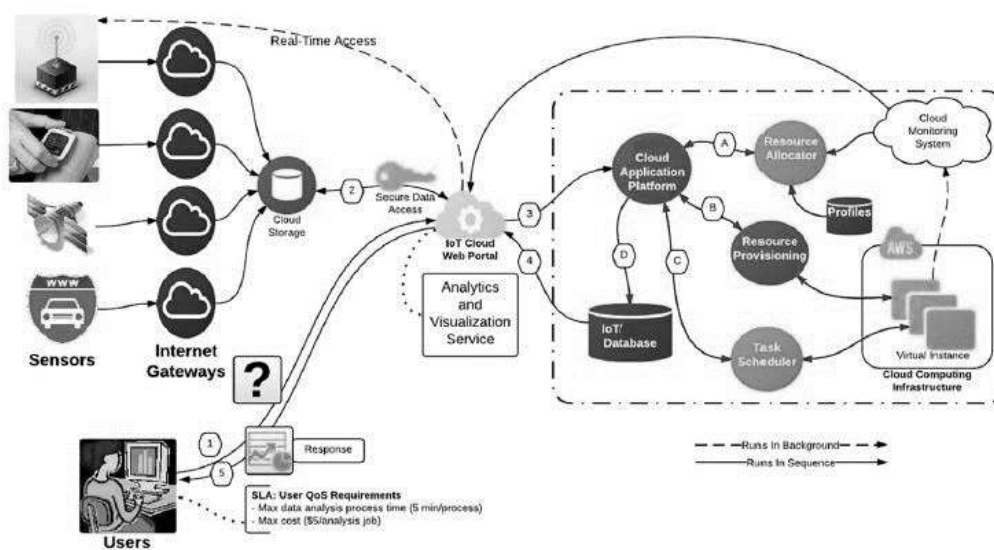 Real-Time Access
Cloud
Monitoring
System
A
Resource
Allocator
Cloud
Application
Platform
2
Secure Data
Access
Cloud
Storage
3
B
Profiles
IoT Cloud
Web Portal
4
D
C
Resource
Provisioning
AWS
WWW
Analytics
and
Visualization
Service
IoT/
Database
Task
Scheduler
Virtual Instance
Cloud Computing
Infrastructure
Sensors
Internet
Gateways
?
1
5
Response
Runs In Background
Runs In Sequence
SLA: User QoS Requirements
- Max data analysis process time (5 min/process)
- Max cost ($5/analysis job)
Users